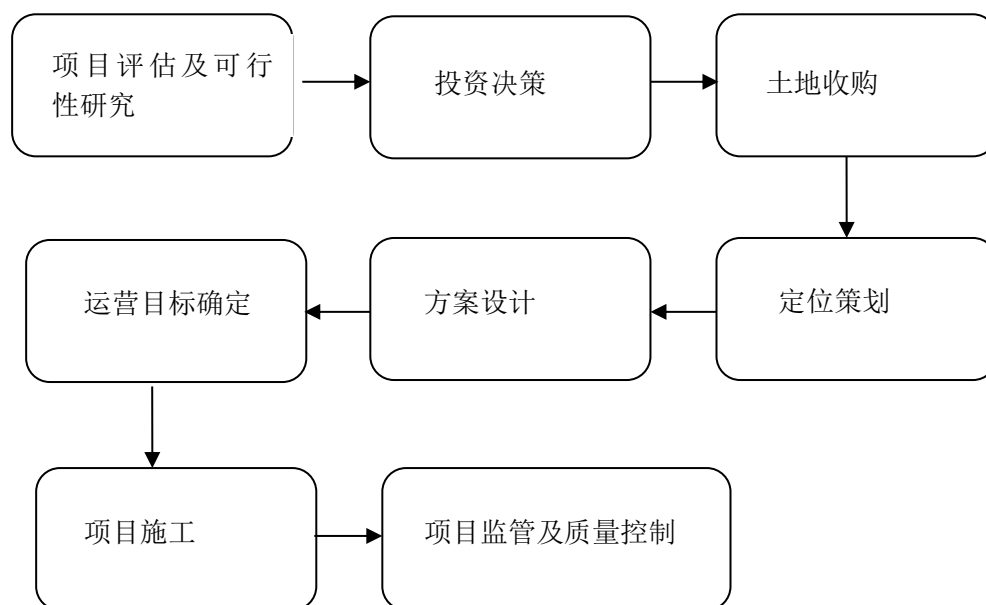 项目评估及可行
性研究
投资决策
土地收购
定位策划
方案设计
运营目标确定
项目施工
项目监管及质量控制